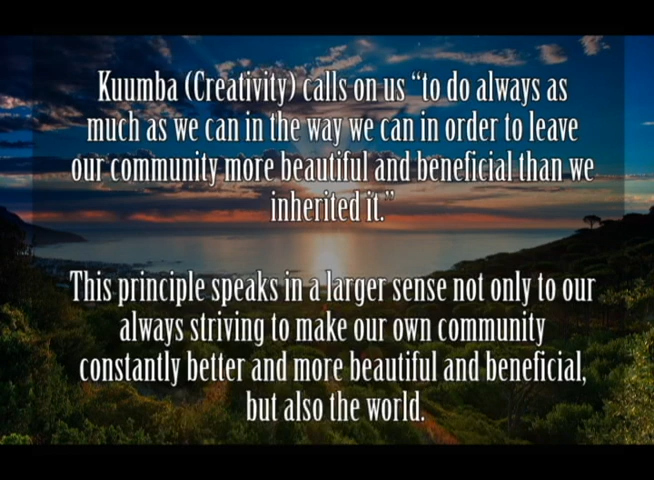 Kuumba (Creativity) calls on us “to do always as
much as we can in the way we can in order to leave
our community more beautiful and beneficial than we
inherited it.”
This principle speaks in a larger sense not only to our
always striving to make our own community
constantly better and more beautiful and beneficial,
but also the world.